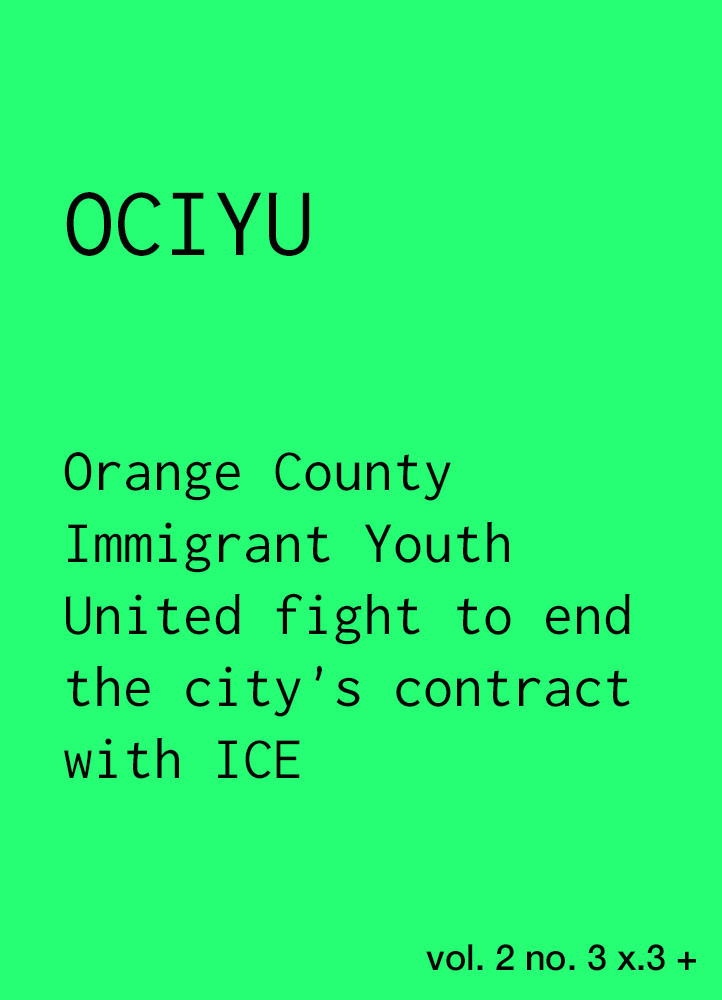 OCIYU
Orange County
Immigrant Youth
United fight to end
the city's contract
with ICE
vol. 2 no. 3 x.3 +